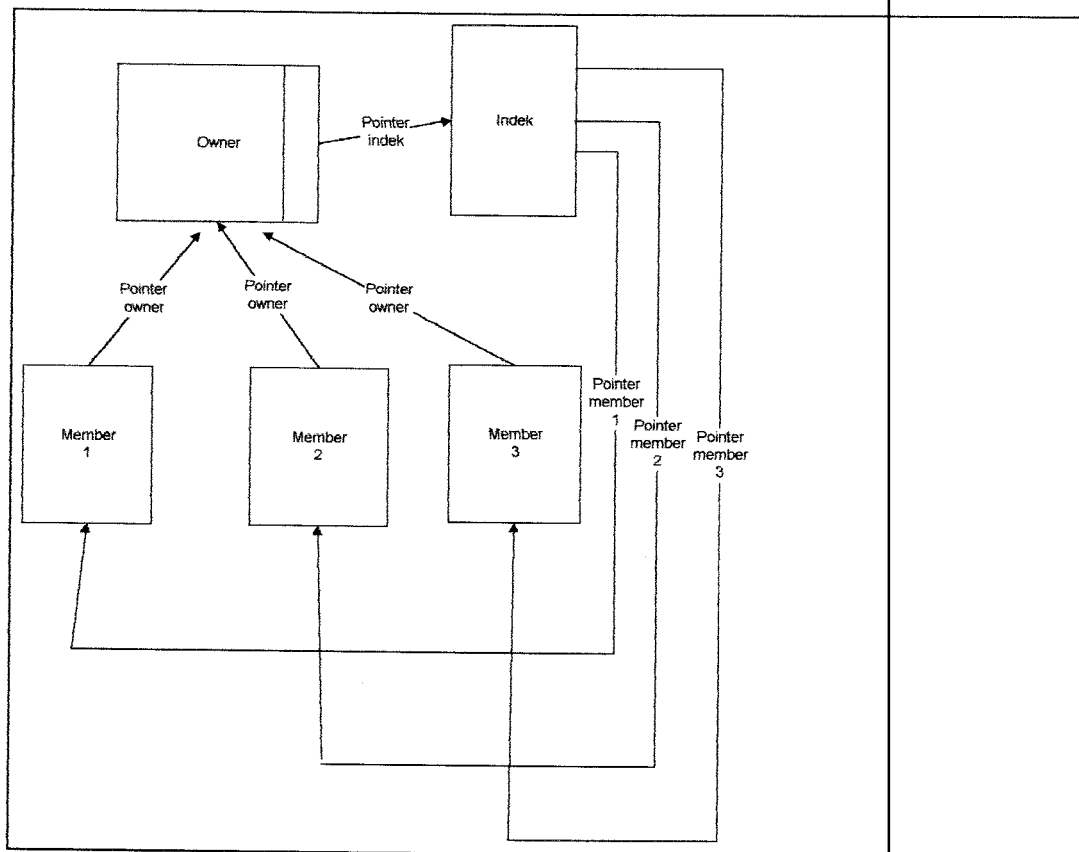 Owner
Pointer
indek
Indek
Pointer
owner
Pointer
owner
Pointer
owner
Member
1
Member
2
Member
3
Pointer
member
1
Pointer
member
2
Pointer
member
3